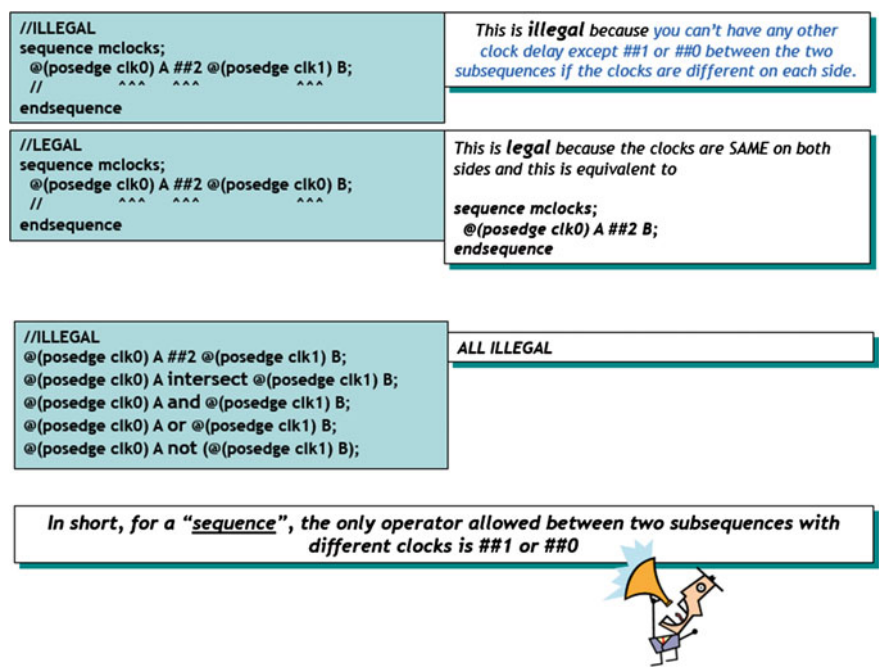 //ILLEGAL
sequence mclocks;
@(posedge clk0) A ##2 @(posedge clk1) B;
// ^^^ ^^^ ^^^
endsequence
This is illegal because you can't have any other
clock delay except ##1 or ##0 between the two
subsequences if the clocks are different on each side.
//LEGAL
sequence mclocks;
@(posedge clk0) A ##2 @(posedge clk0) B;
// ^^^ ^^^ ^^^
endsequence
This is legal because the clocks are SAME on both
sides and this is equivalent to
sequence mclocks;
@(posedge clk0) A ##2 B;
endsequence
//ILLEGAL
@(posedge clk0) A ##2 @(posedge clk1) B;
@(posedge clk0) A intersect @(posedge clk1) B;
@(posedge clk0) A and @(posedge clk1) B;
@(posedge clk0) A or @(posedge clk1) B;
@(posedge clk0) A not (@(posedge clk1) B);
ALL ILLEGAL
In short, for a “sequence”, the only operator allowed between two subsequences with
different clocks is ##1 or ##0